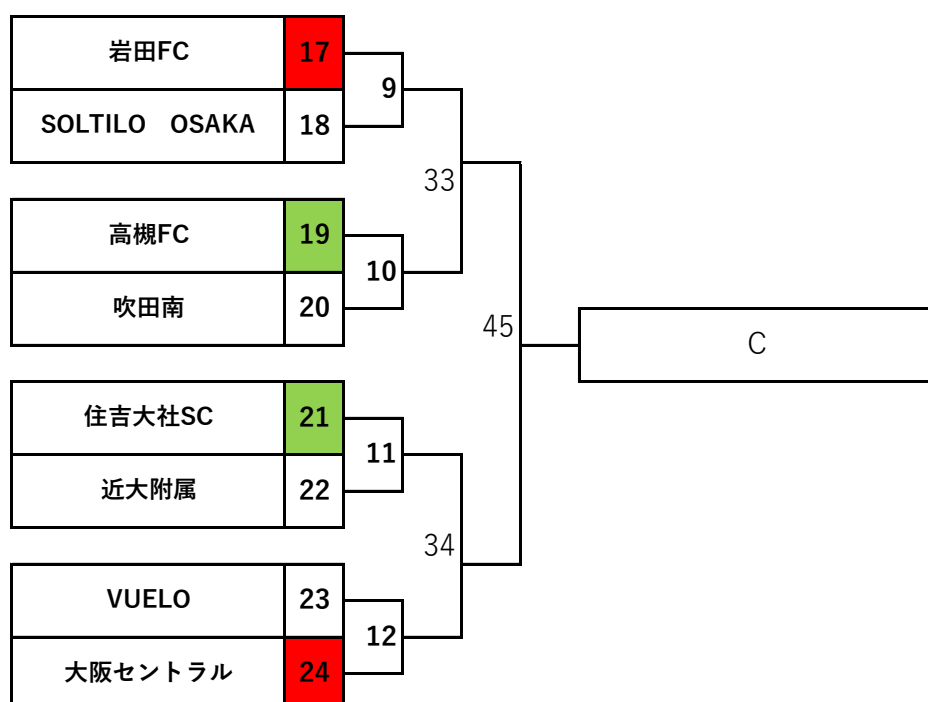 岩田FC 17
9
SOLTILO　OSAKA 18
33
高槻FC 19
10
吹田南 20
45
C
住吉大社SC 21
11
近大附属 22
34
VUELO 23
12
大阪セントラル 24